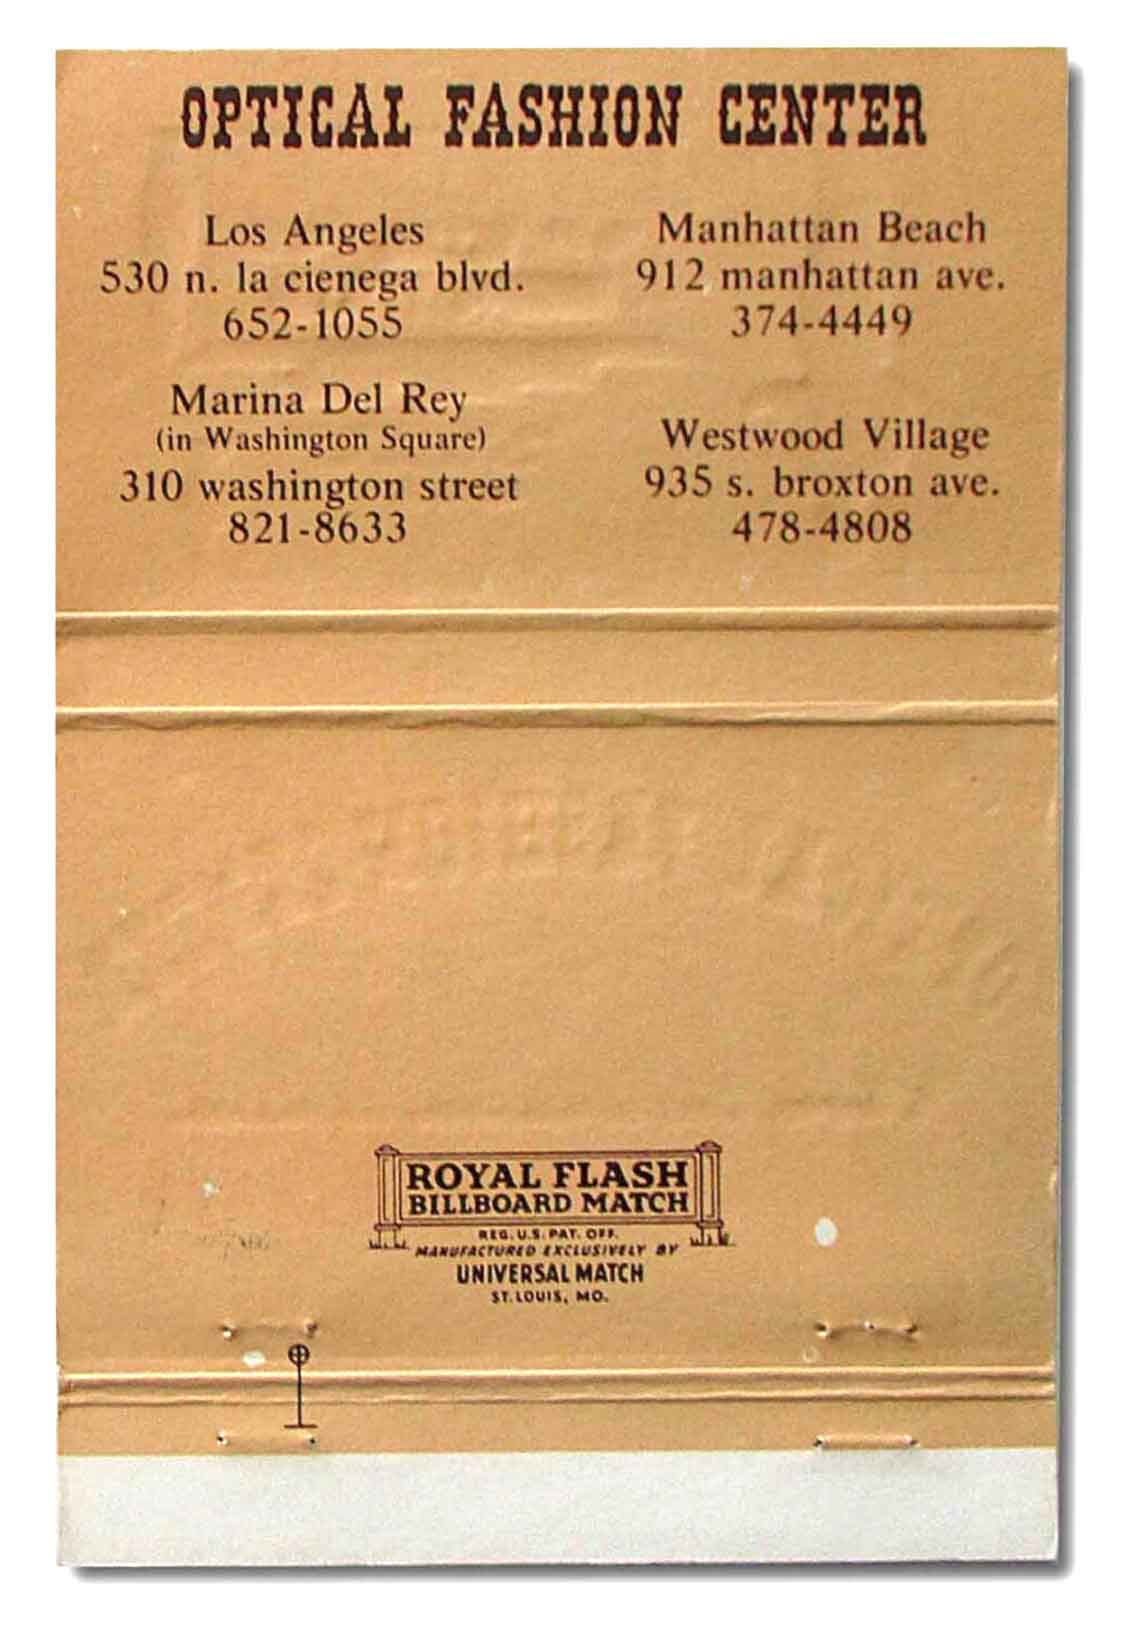 OPTICAL FASHION CENTER
Los Angeles
530 n. la cienega blvd.
652-1055
Manhattan Beach
912 manhattan ave.
374-4449
Marina Del Rey
(in Washington Square)
310 washington street
821-8633
Westwood Village
935 s. broxton ave.
478-4808
ROYAL FLASH
BILLBOARD MATCH
REG. U.S. PAT. OFF.
MANUFACTURED EXCLUSIVELY BY
UNIVERSAL MATCH
ST. LOUIS, MO.